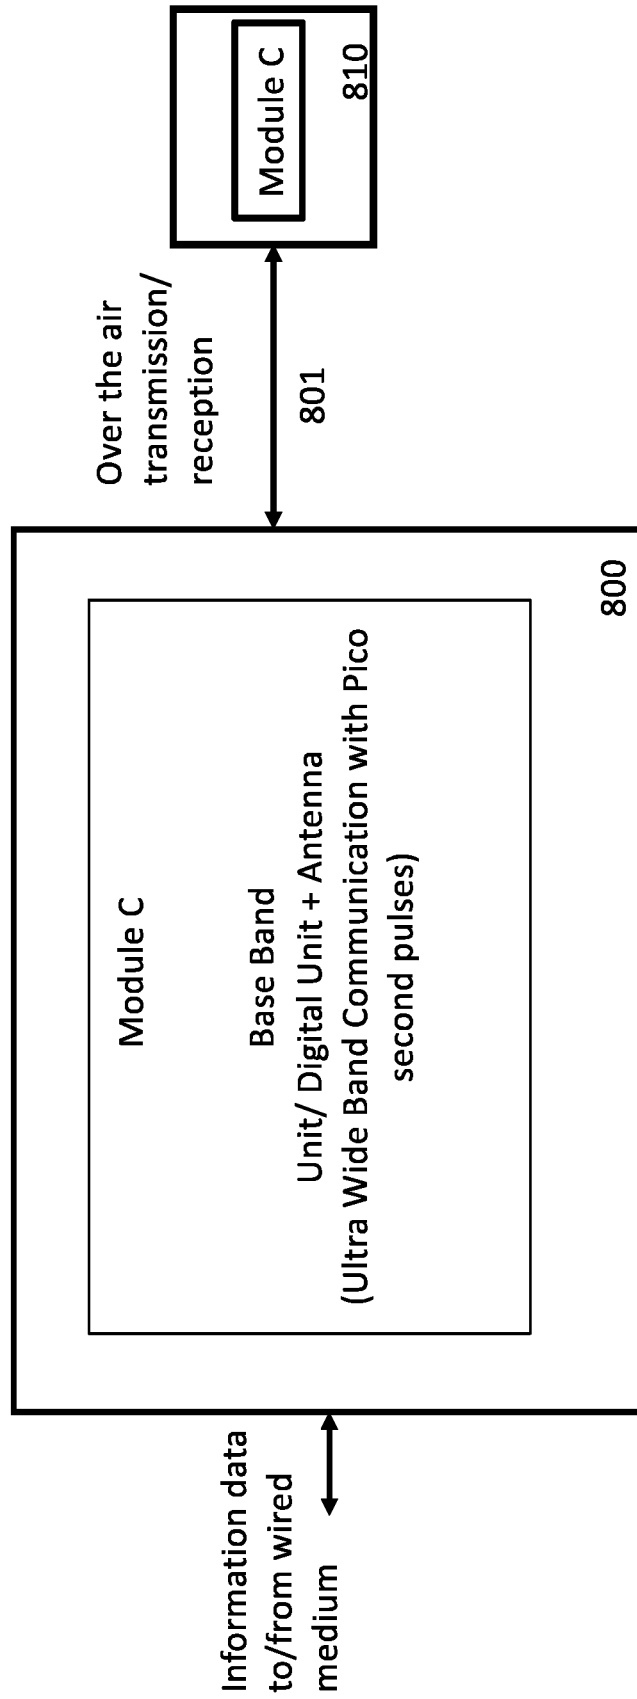 Information data
to/from wired
medium
Module C
Base Band
Unit/ Digital Unit + Antenna
(Ultra Wide Band Communication with Pico
second pulses)
800
Over the air
transmission/
reception
801
Module C
810